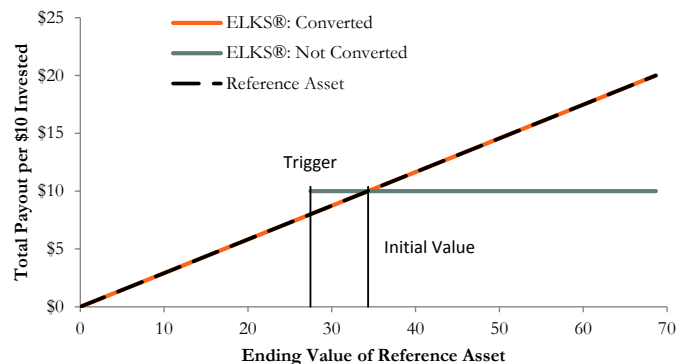 ELKS®: Converted
ELKS®: Not Converted
Reference Asset
Total Payout per $10 Invested
$25
$20
$15
$10
$5
$0
Trigger
Initial Value
0 10 20 30 40 50 60 70
Ending Value of Reference Asset